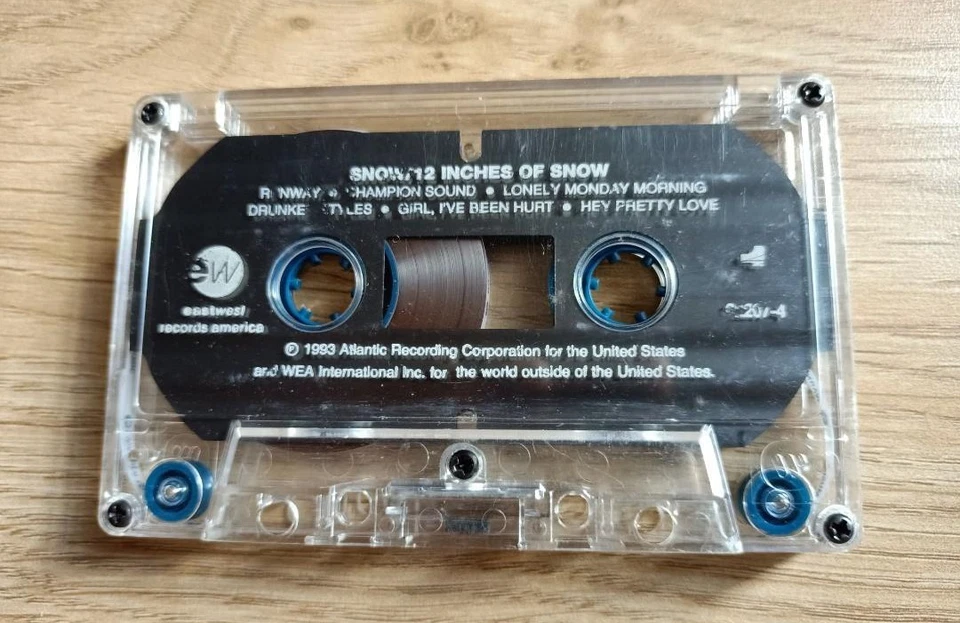 SNOW/12 INCHES OF SNOW
CHAMPION SOUND • LONELY MONDAY MORNING
• GIRL, I'VE BEEN HURT • HEY PRETTY LOVE
ew
eastwest
records america
1
℗ 1993 Atlantic Recording Corporation for the United States
and WEA International Inc. for the world outside of the United States.